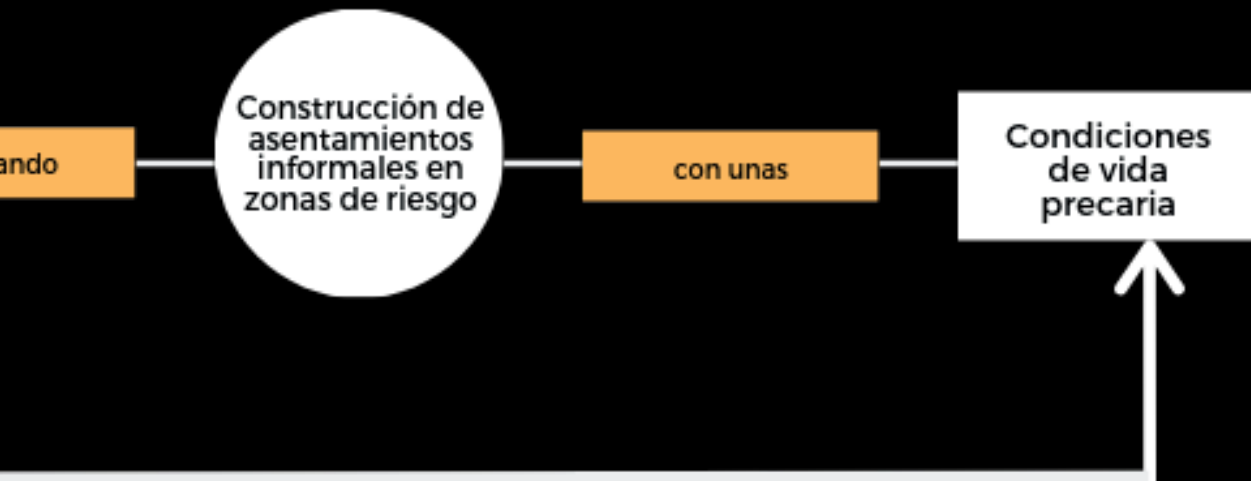 ando
Construcción de
asentamientos
informales en
zonas de riesgo
con unas
Condiciones
de vida
precaria